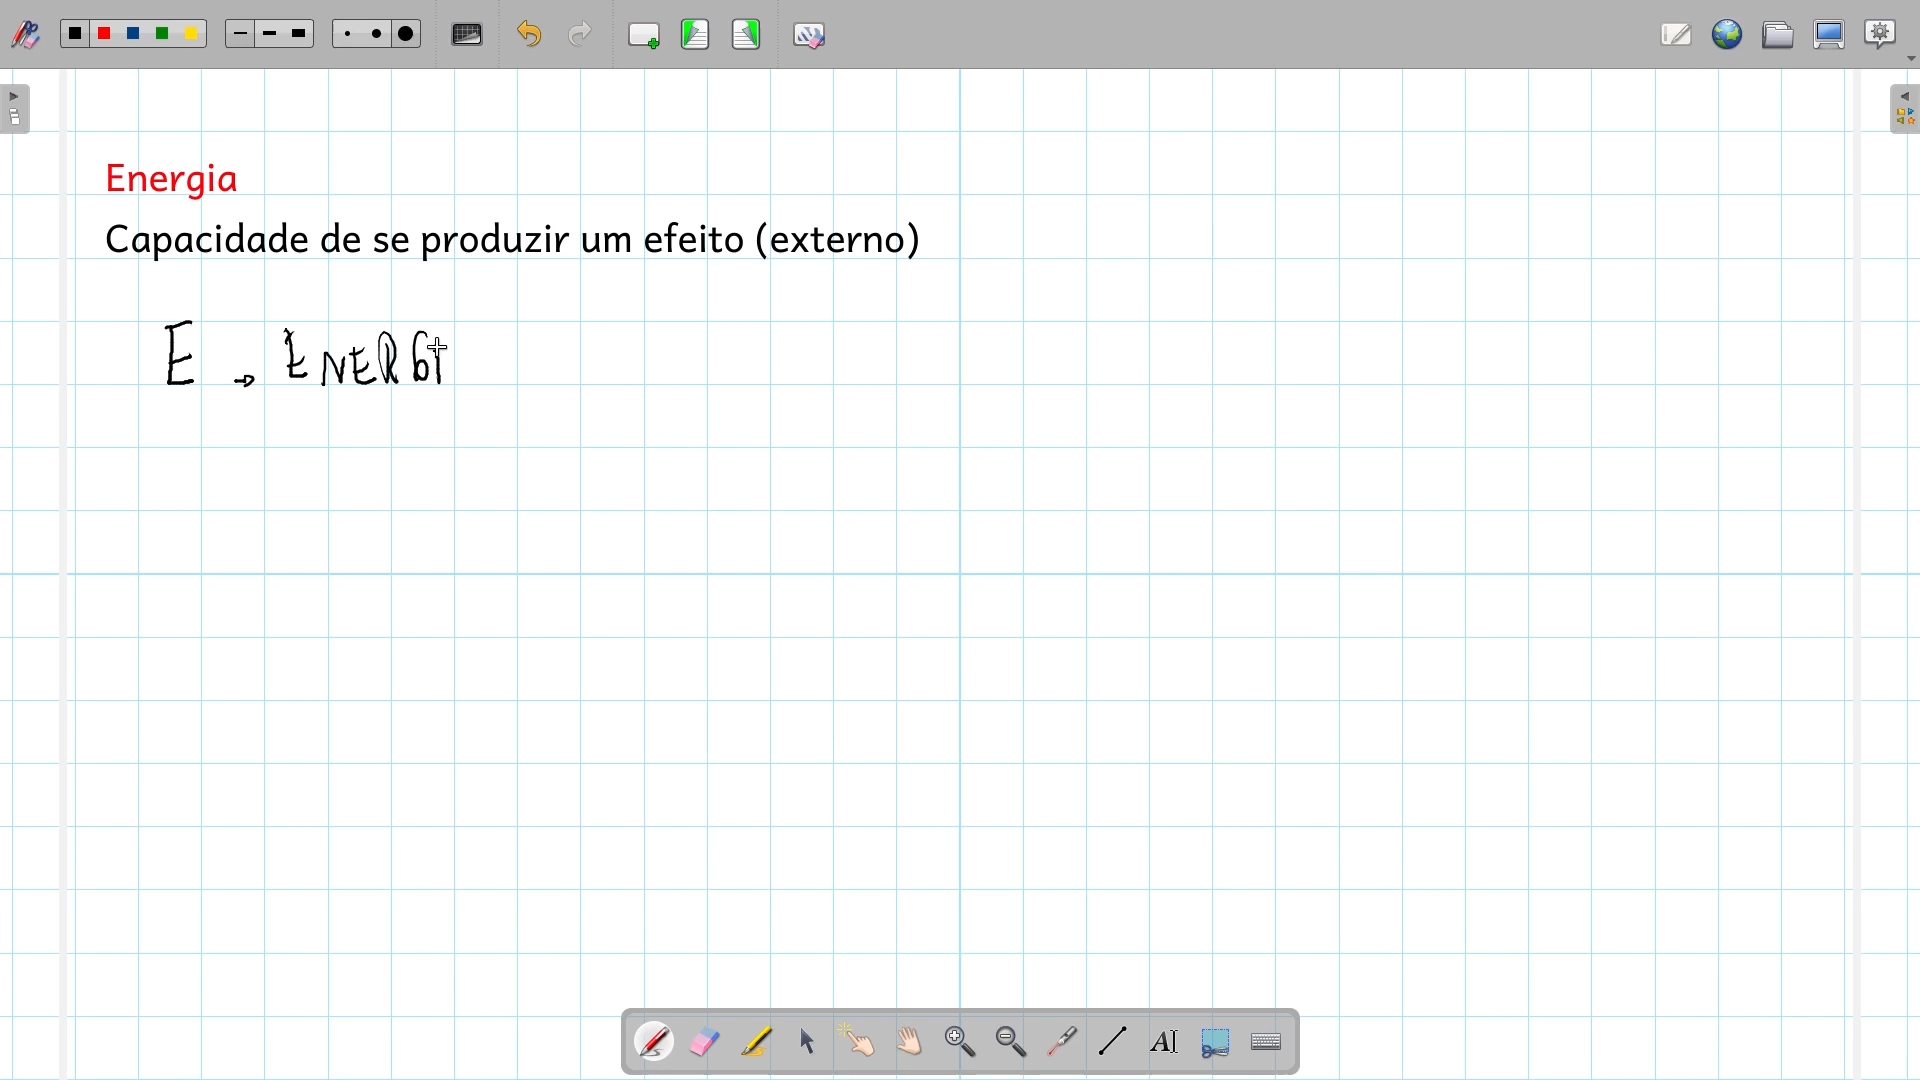 Energia
Capacidade de se produzir um efeito (externo)
E → ENERGI